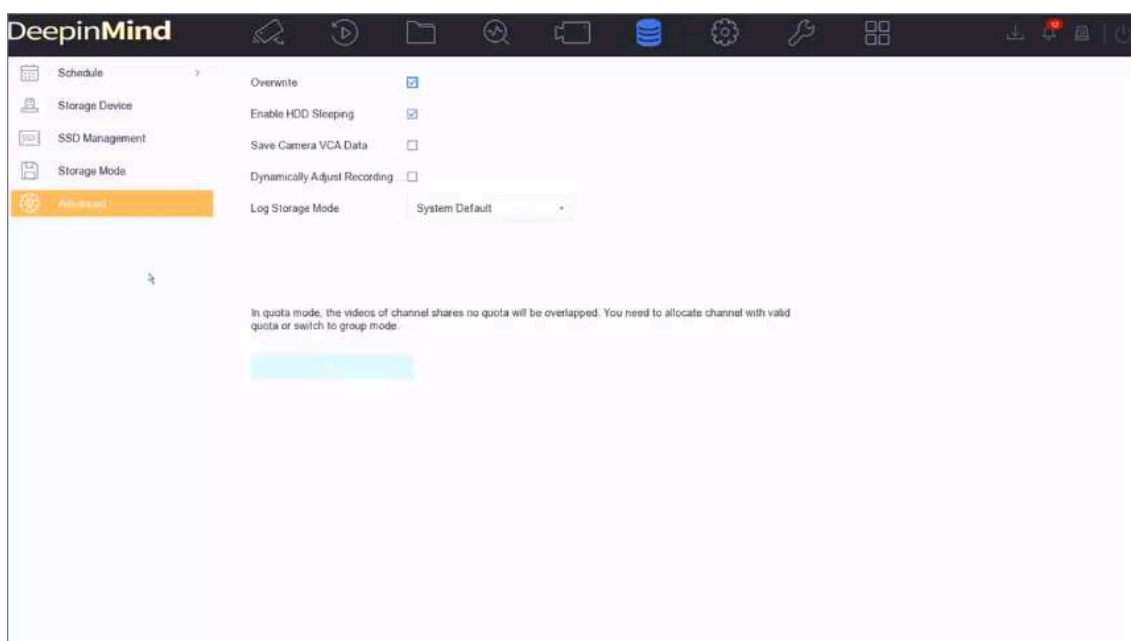 DeepinMind
12
Schedule
Storage Device
SSD
SSD Management
Storage Mode
Advanced
Overwrite
Enable HDD Sleeping
Save Camera VCA Data
Dynamically Adjust Recording
Log Storage Mode
System Default
In quota mode, the videos of channel shares no quota will be overlapped. You need to allocate channel with valid
quota or switch to group mode.